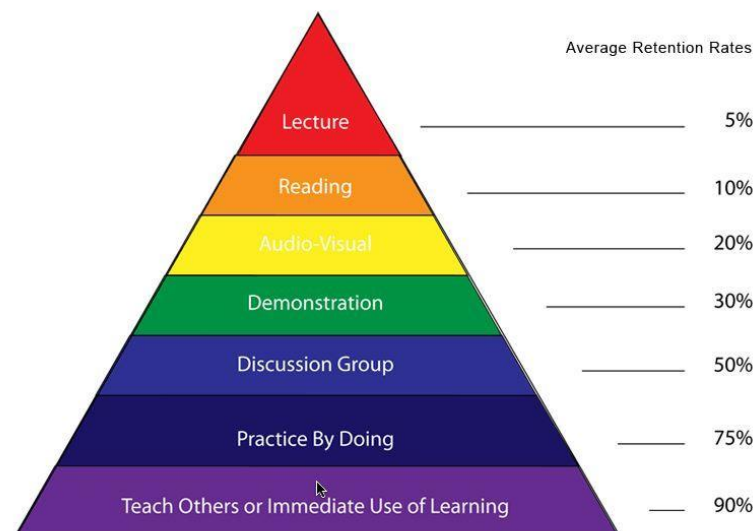 Average Retention Rates
Lecture 5%
Reading 10%
Audio-Visual 20%
Demonstration 30%
Discussion Group 50%
Practice By Doing 75%
Teach Others or Immediate Use of Learning 90%